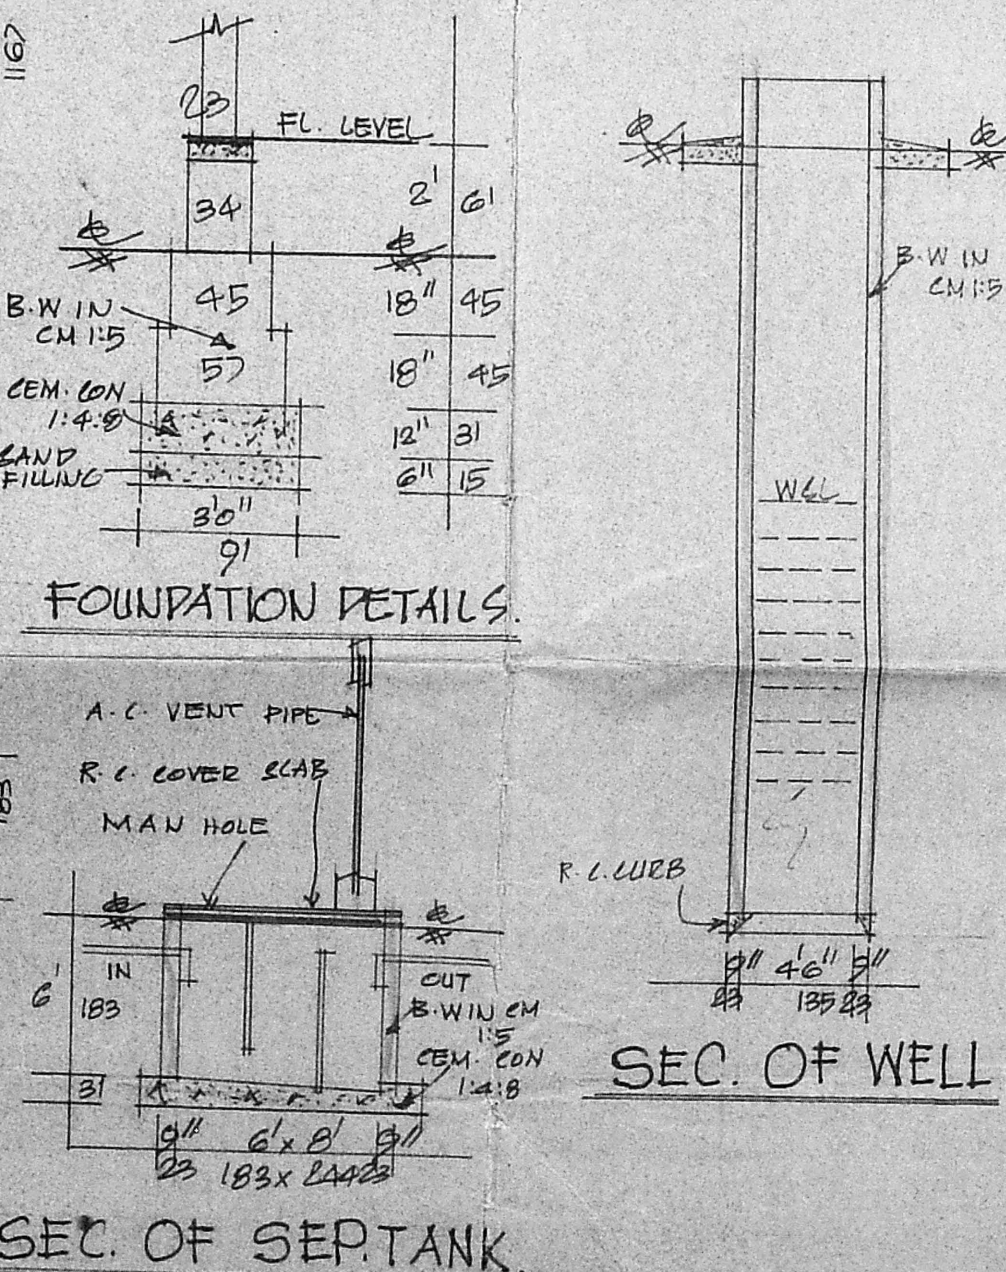 1167
23
FL. LEVEL
34
2' 61
45
18" 45
B.W IN
CM 1:5
57
18" 45
CEM. CON
1:4:8
12" 31
SAND
FILLING
6" 15
3'0"
91
FOUNDATION DETAILS.
A.C. VENT PIPE
R.C. COVER SLAB
MAN HOLE
IN
OUT
6'
183
B.W IN CM
1:5
CEM. CON
1:4:8
31
9" 6' x 8' 9"
23 183 x 244 23
SEC. OF SEP. TANK
B.W IN
CM 1:5
WEL
R.C. CURB
9" 4'6" 9"
23 135 23
SEC. OF WELL